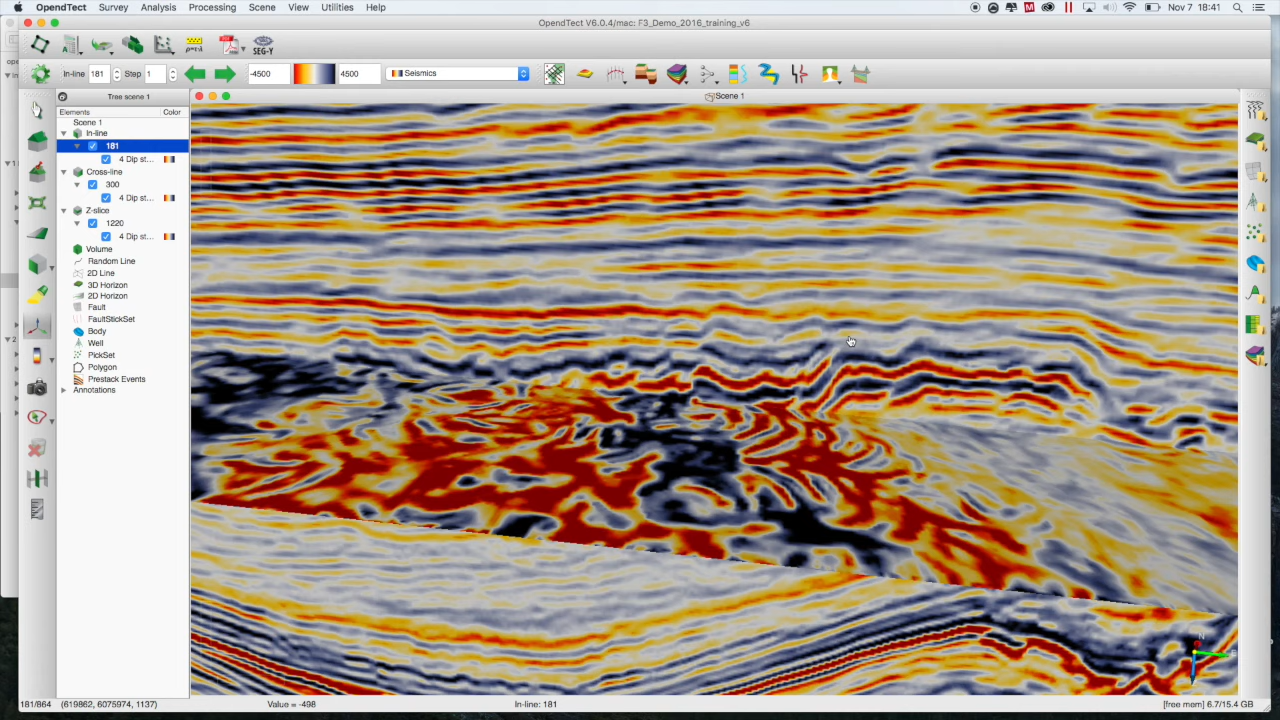 OpendTect Survey Analysis Processing Scene View Utilities Help Nov 7 18:41
OpendTect V6.0.4/mac: F3_Demo_2016_training_v6
SEG-Y
In-line 181 Step 1 -4500 4500 Seismics
Tree scene 1
Scene 1
Elements Color
Scene 1
In-line
181
4 Dip st...
Cross-line
300
4 Dip st...
Z-slice
1220
4 Dip st...
Volume
Random Line
2D Line
3D Horizon
2D Horizon
Fault
FaultStickSet
Body
Well
PickSet
Polygon
Prestack Events
Annotations
N
181/864 (619862, 6075974, 1137) Value = -498 In-line: 181 [free mem] 6.7/15.4 GB